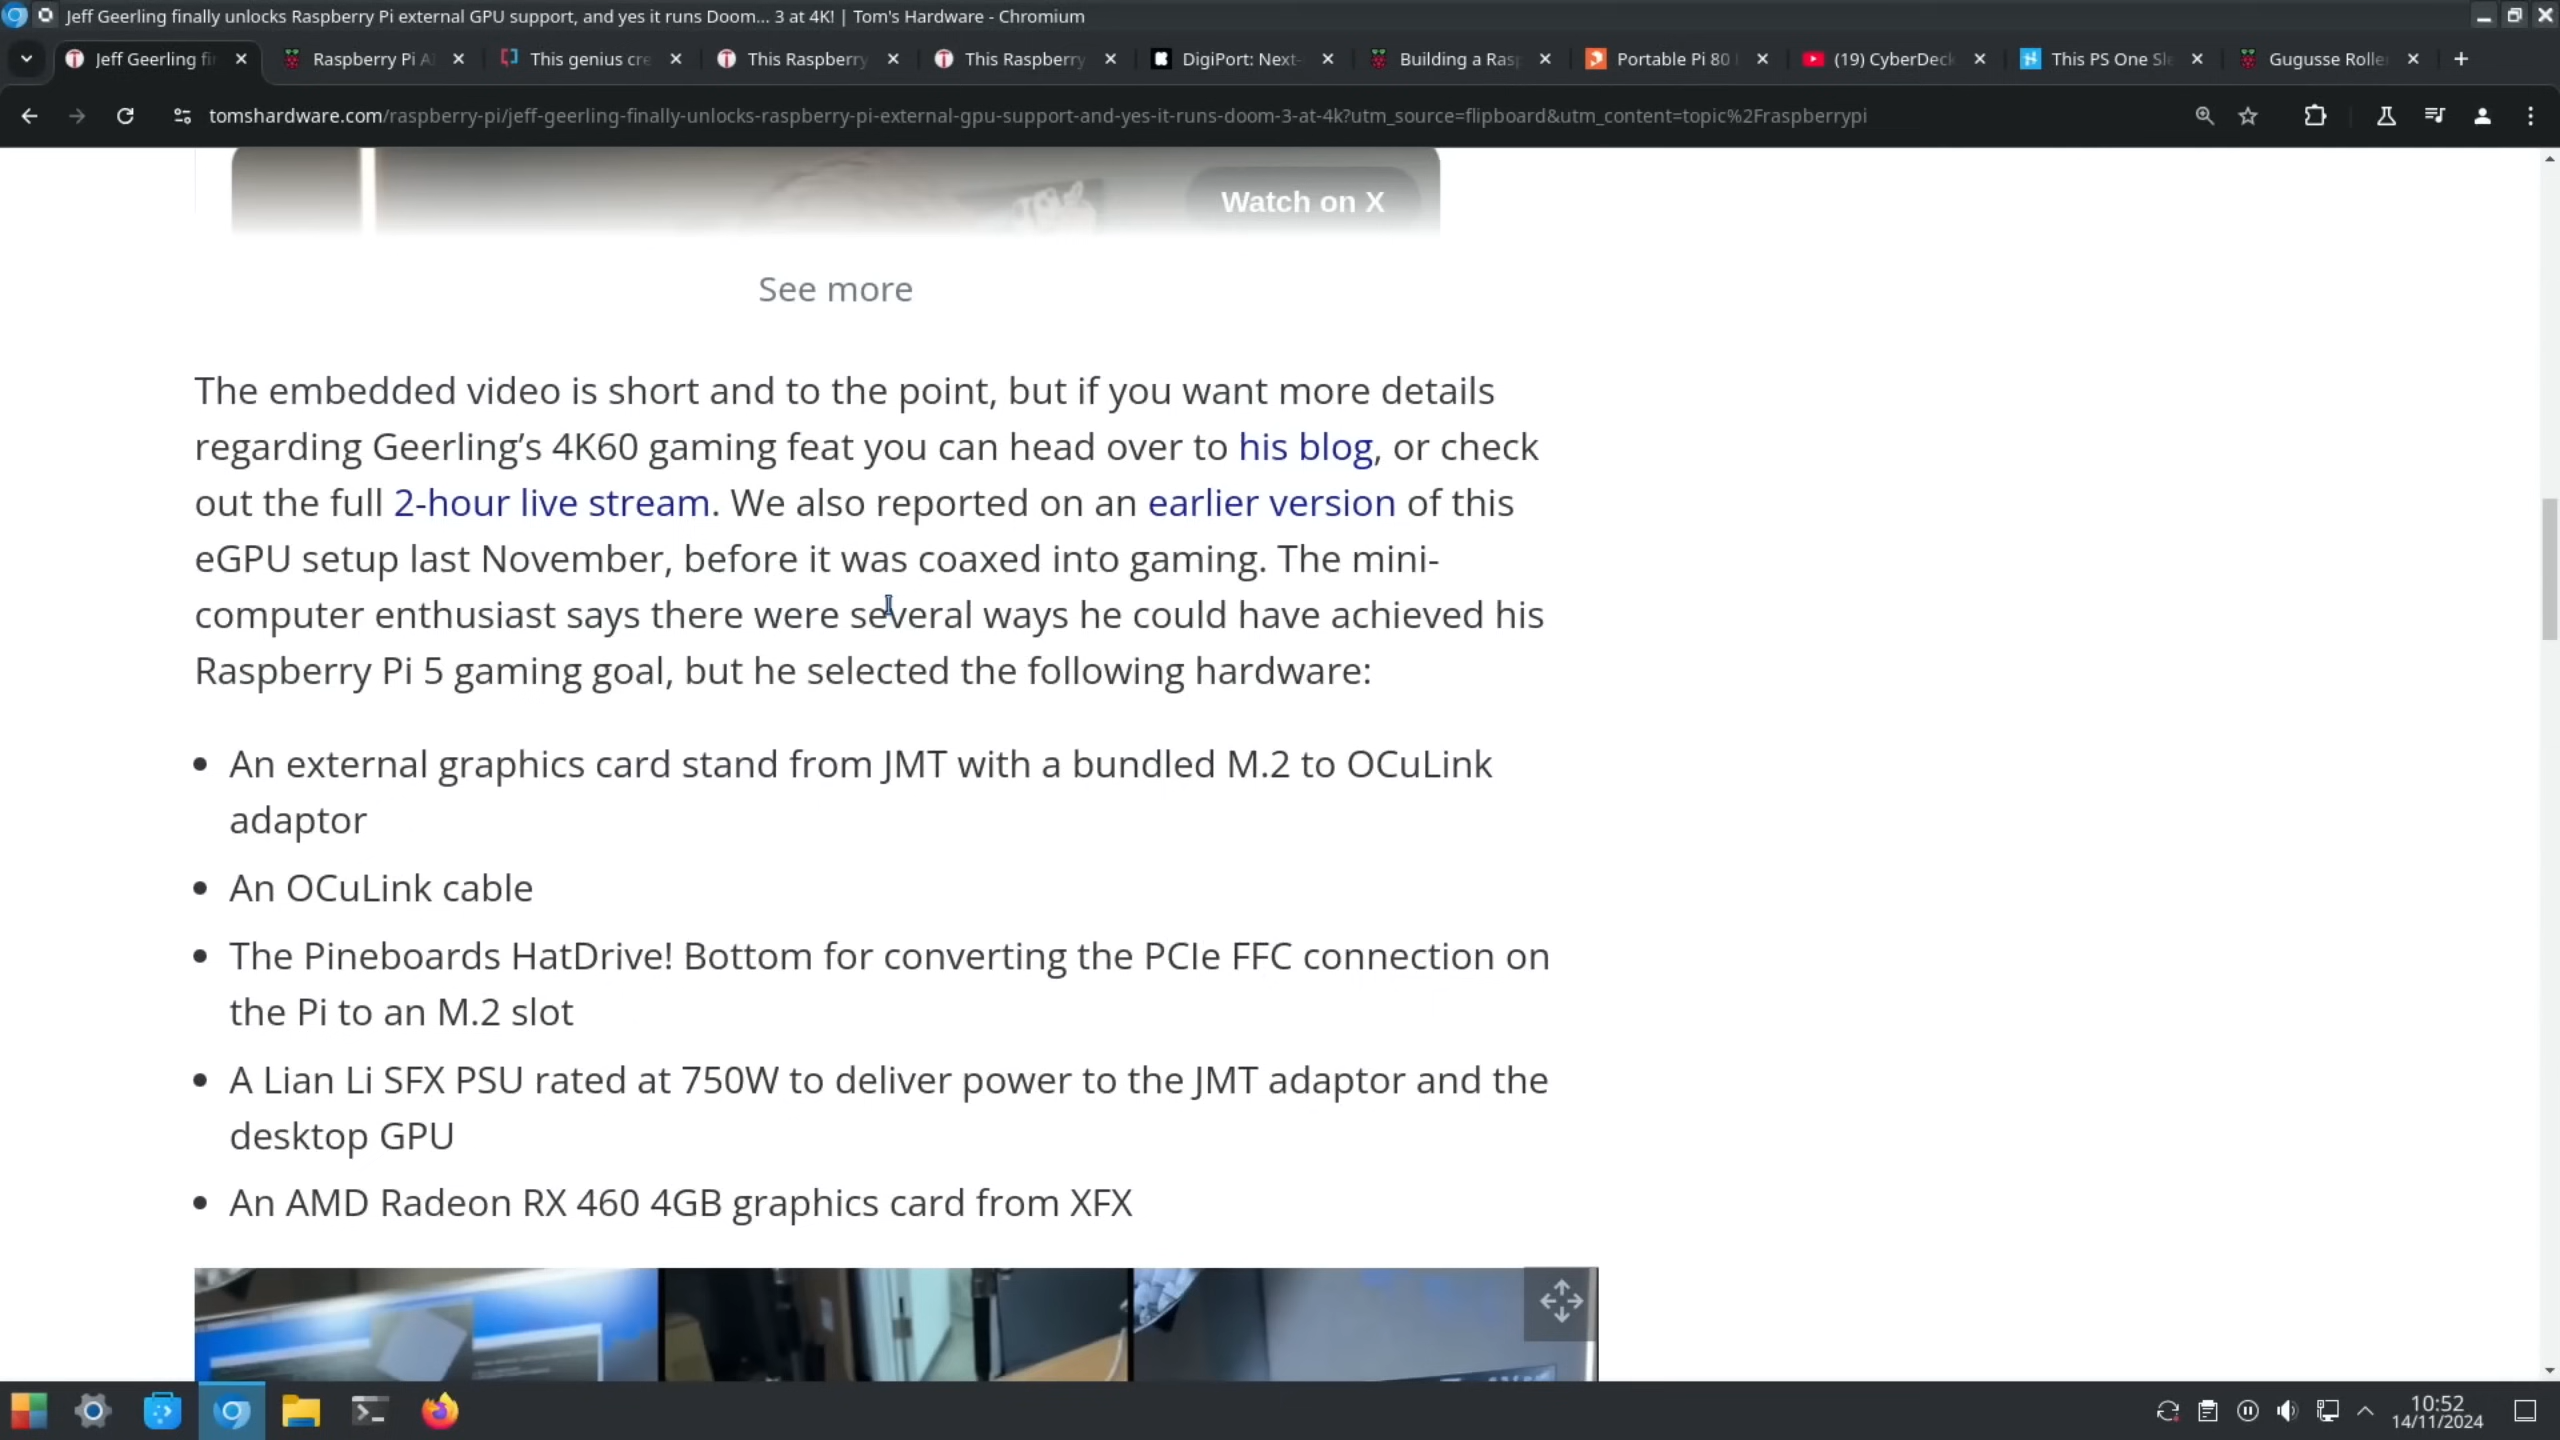 Jeff Geerling finally unlocks Raspberry Pi external GPU support, and yes it runs Doom... 3 at 4K! | Tom's Hardware - Chromium
Jeff Geerling fi
Raspberry Pi A
This genius cre
This Raspberry
This Raspberry
DigiPort: Next-
Building a Rasp
Portable Pi 80
(19) CyberDeck
This PS One Sl
Gugusse Rolle
tomshardware.com/raspberry-pi/jeff-geerling-finally-unlocks-raspberry-pi-external-gpu-support-and-yes-it-runs-doom-3-at-4k?utm_source=flipboard&utm_content=topic%2Fraspberrypi
Watch on X
See more
The embedded video is short and to the point, but if you want more details
regarding Geerling’s 4K60 gaming feat you can head over to his blog, or check
out the full 2-hour live stream. We also reported on an earlier version of this
eGPU setup last November, before it was coaxed into gaming. The mini-
computer enthusiast says there were several ways he could have achieved his
Raspberry Pi 5 gaming goal, but he selected the following hardware:
• An external graphics card stand from JMT with a bundled M.2 to OCuLink
adaptor
• An OCuLink cable
• The Pineboards HatDrive! Bottom for converting the PCIe FFC connection on
the Pi to an M.2 slot
• A Lian Li SFX PSU rated at 750W to deliver power to the JMT adaptor and the
desktop GPU
• An AMD Radeon RX 460 4GB graphics card from XFX
10:52
14/11/2024